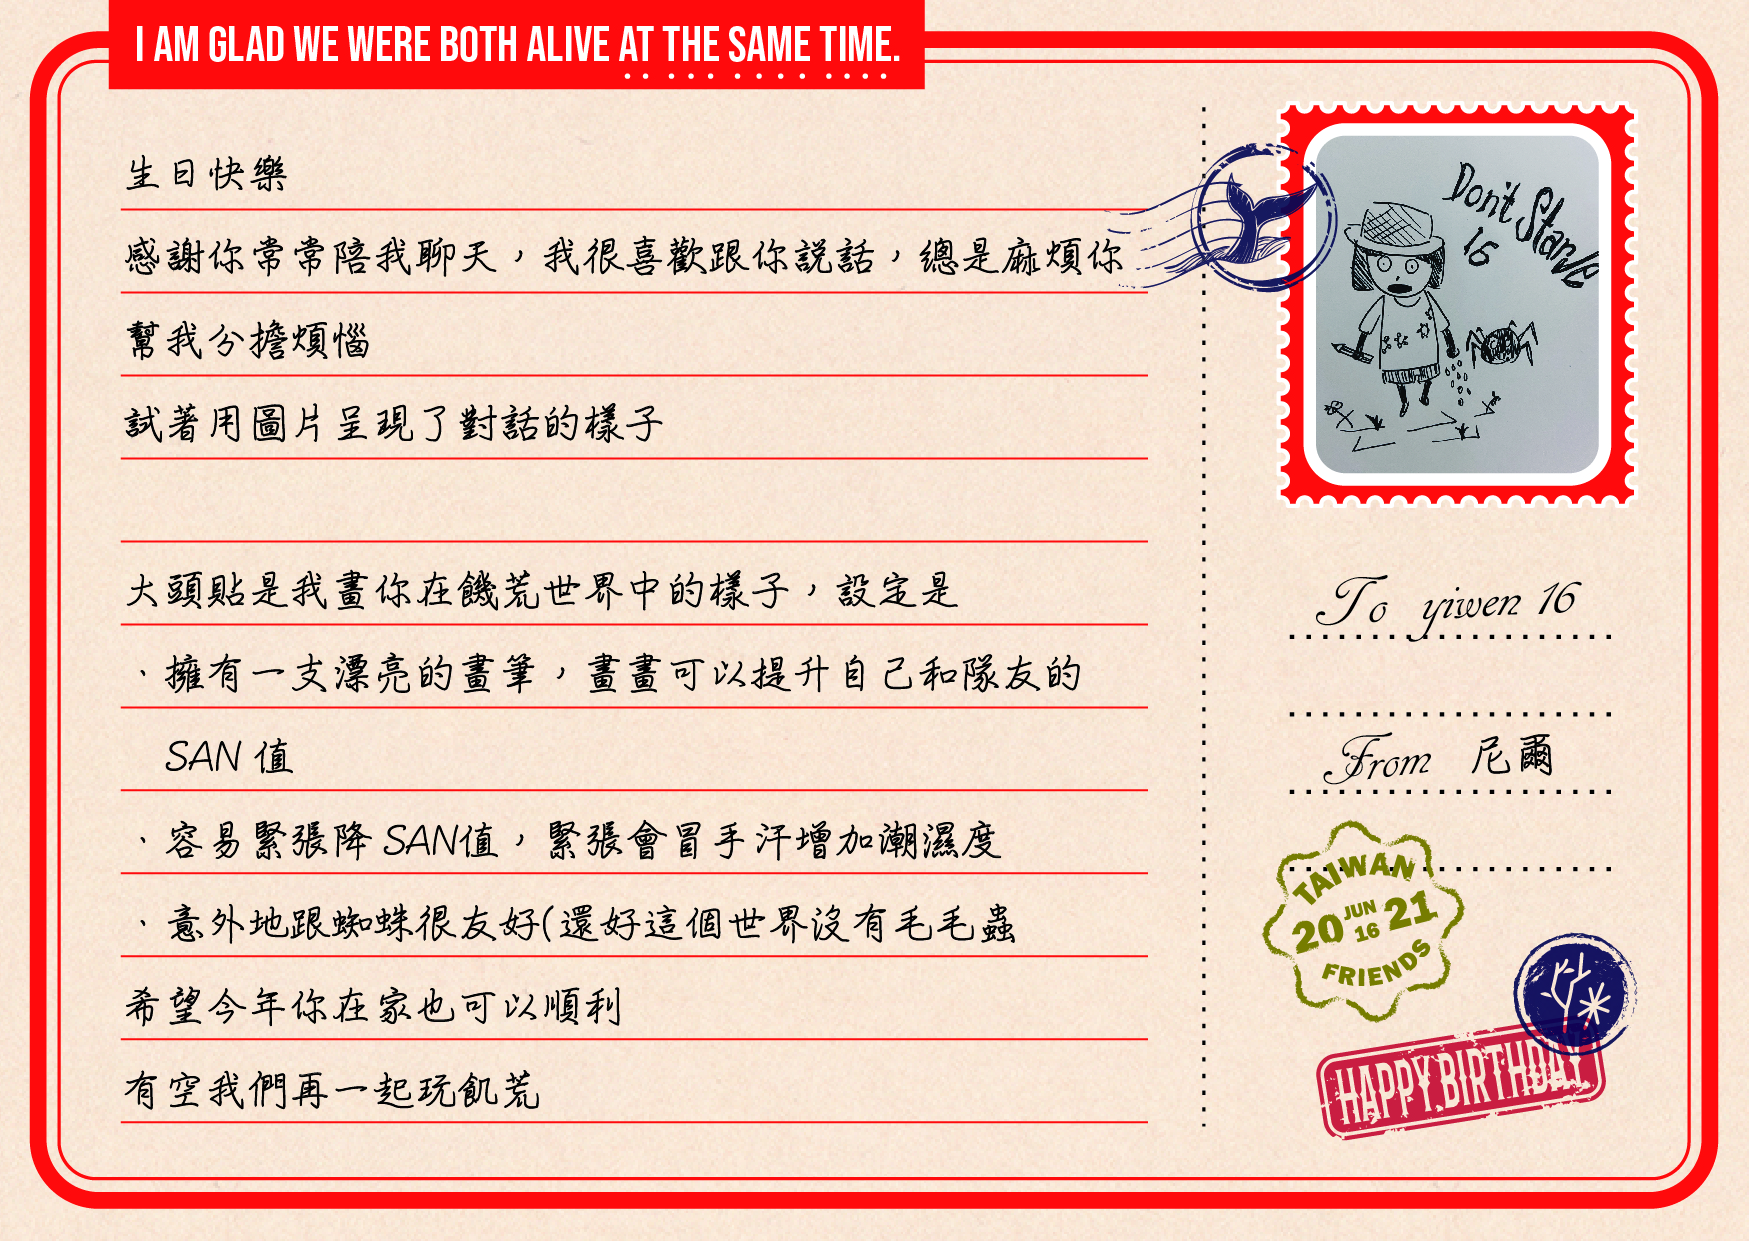 I AM GLAD WE WERE BOTH ALIVE AT THE SAME TIME.
生日快樂
感謝你常常陪我聊天，我很喜歡跟你說話，總是麻煩你
幫我分擔煩惱
試著用圖片呈現了對話的樣子
大頭貼是我畫你在饑荒世界中的樣子，設定是
、擁有一支漂亮的畫筆，畫畫可以提升自己和隊友的
SAN 值
、容易緊張降 SAN值，緊張會冒手汗增加潮濕度
、意外地跟蜘蛛很友好(還好這個世界沒有毛毛蟲
希望今年你在家也可以順利
有空我們再一起玩飢荒
Don't Starve
16
To yiwen 16
From 尼爾
TAIWAN
20 JUN 16 21
FRIENDS
HAPPY BIRTHDAY